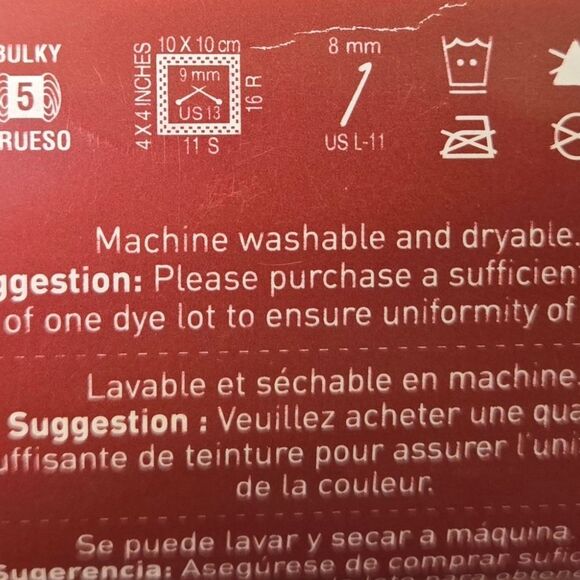 BULKY
5
RUESO
4 X 4 INCHES
10 X 10 cm
9 mm
US 13
11 S
16 R
8 mm
US L-11
Machine washable and dryable.
ggestion: Please purchase a sufficien
of one dye lot to ensure uniformity of
Lavable et séchable en machine.
Suggestion : Veuillez acheter une qua
uffisante de teinture pour assurer l'uni
de la couleur.
Se puede lavar y secar a máquina.
Sugerencia: Asegúrese de comprar sufic